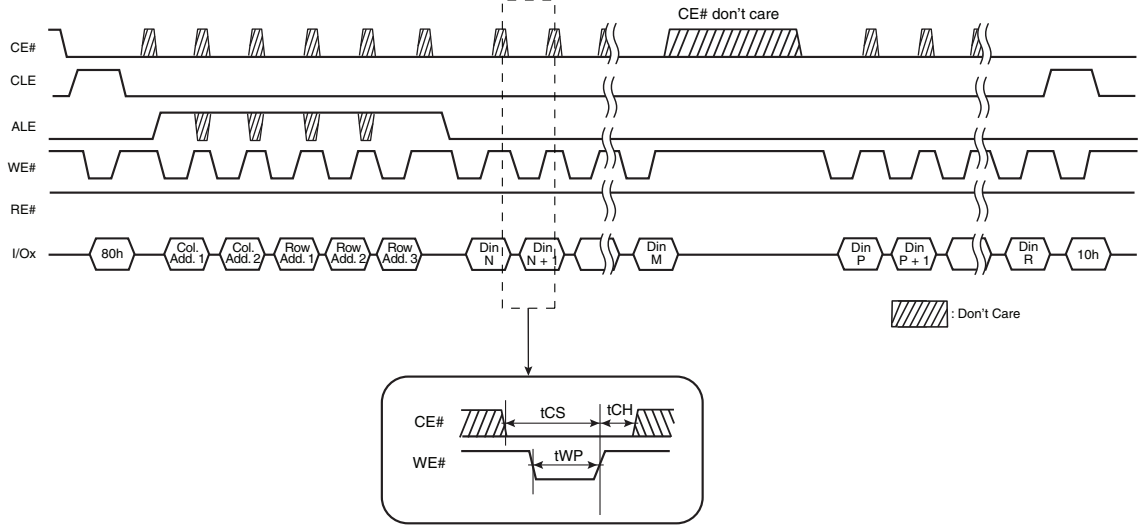 CE# don't care
CE#
CLE
ALE
WE#
RE#
I/Ox
80h
Col.
Add. 1
Col.
Add. 2
Row
Add. 1
Row
Add. 2
Row
Add. 3
Din
N
Din
N + 1
Din
M
Din
P
Din
P + 1
Din
R
10h
: Don't Care
CE#
tCS
tCH
WE#
tWP